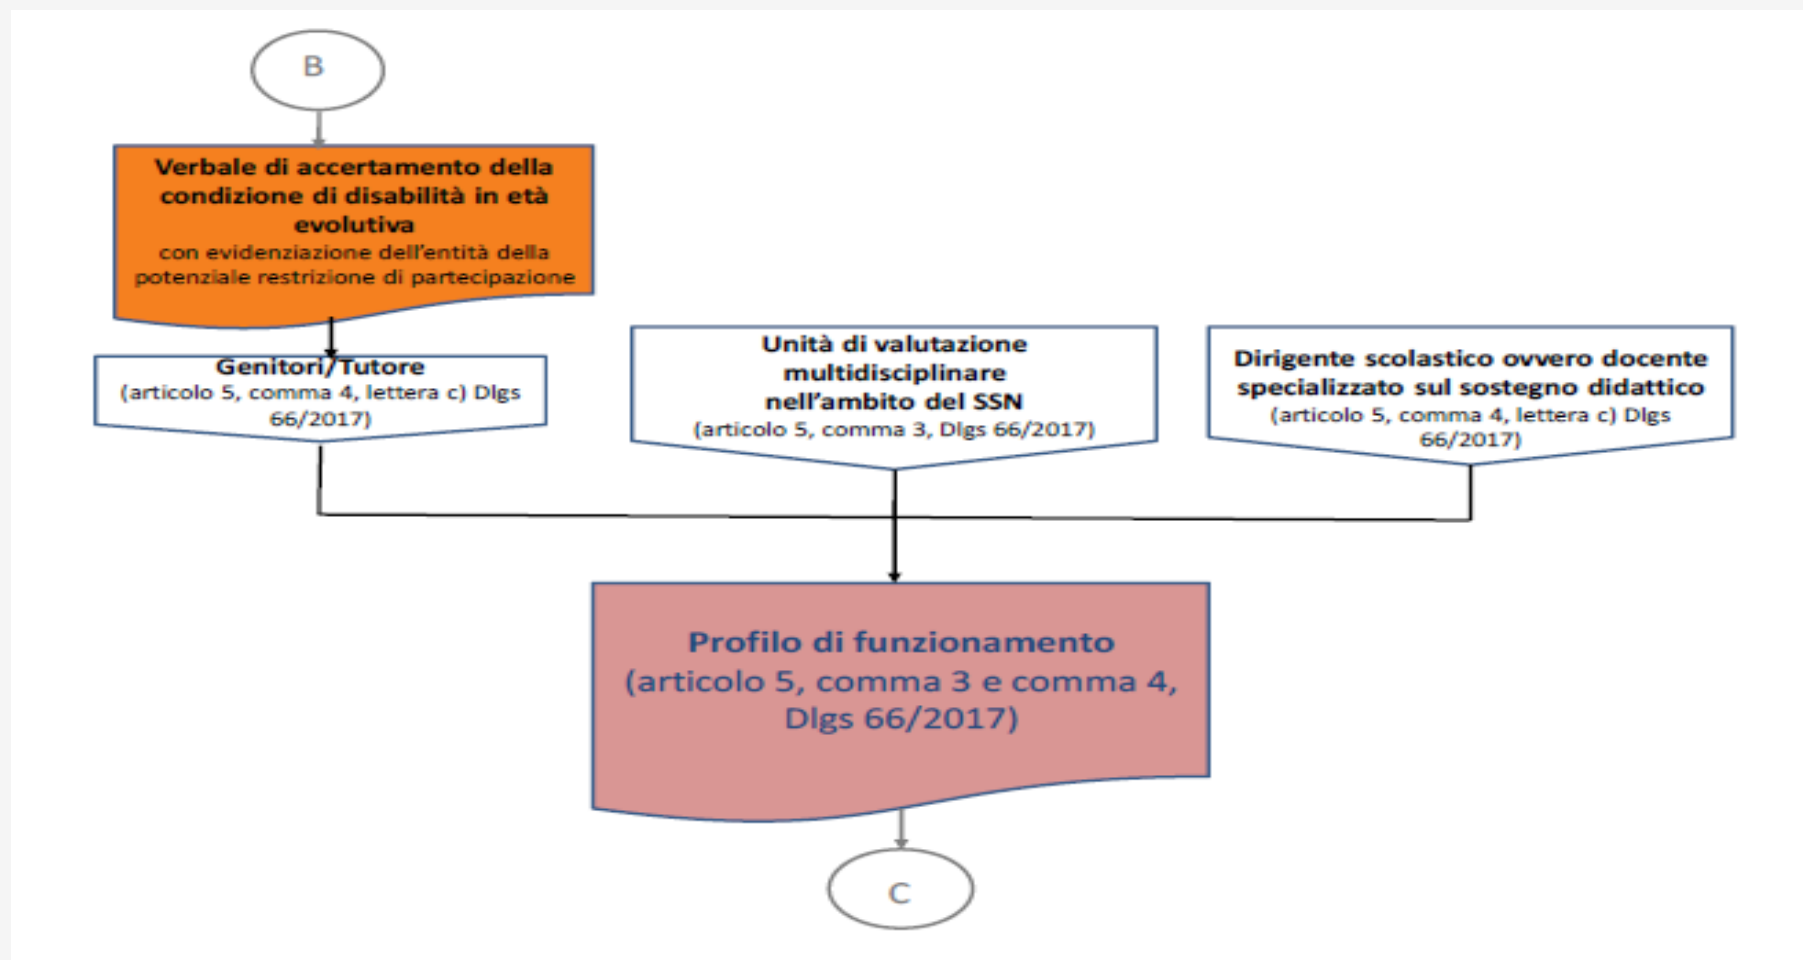 B
Verbale di accertamento della
condizione di disabilità in età
evolutiva
con evidenziazione dell'entità della
potenziale restrizione di partecipazione
Genitori/Tutore
(articolo 5, comma 4, lettera c) Dlgs
66/2017)
Unità di valutazione
multidisciplinare
nell'ambito del SSN
(articolo 5, comma 3, Dlgs 66/2017)
Dirigente scolastico ovvero docente
specializzato sul sostegno didattico
(articolo 5, comma 4, lettera c) Dlgs
66/2017)
Profilo di funzionamento
(articolo 5, comma 3 e comma 4,
Dlgs 66/2017)
C